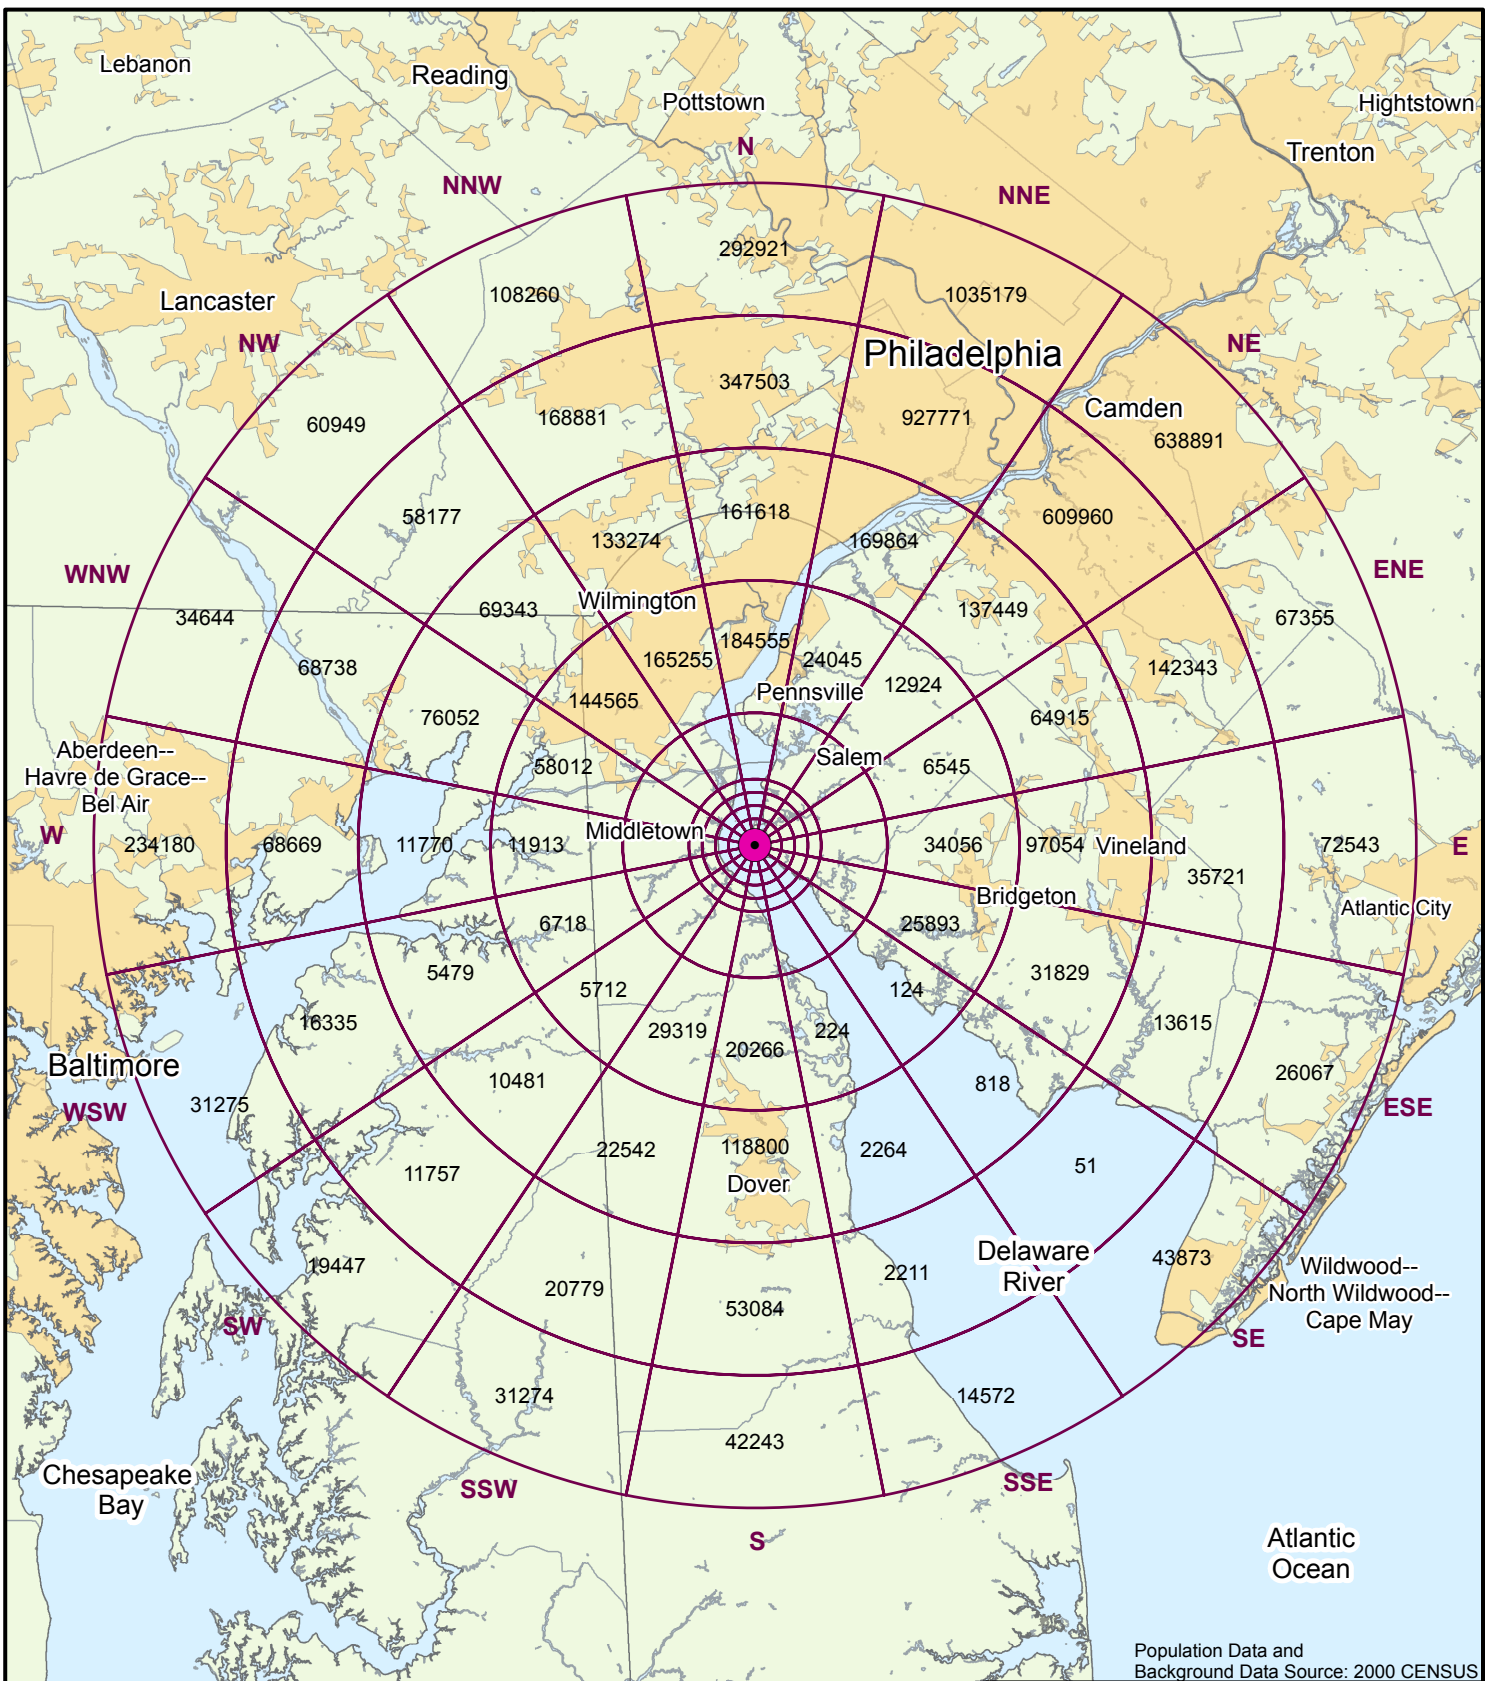 Lebanon
Reading
Pottstown
Hightstown
N
Trenton
NNW
NNE
292921
108260
1035179
Lancaster
NW
NE
Philadelphia
347503
Camden
60949
168881
927771
638891
58177
161618
609960
133274
169864
WNW
ENE
Wilmington
69343
137449
34644
67355
184555
165255
24045
68738
142343
12924
Pennsville
144565
76052
64915
Aberdeen--
Havre de Grace--
Bel Air
Salem
58012
6545
W
Middletown
234180
68669
11770
11913
34056
97054
Vineland
72543
E
35721
Bridgeton
Atlantic City
6718
25893
5479
31829
5712
124
16335
29319
224
13615
20266
Baltimore
10481
818
26067
31275
WSW
ESE
22542
118800
2264
51
11757
Dover
Delaware
River
43873
19447
2211
Wildwood--
North Wildwood--
Cape May
20779
53084
SW
SE
31274
14572
42243
Chesapeake
Bay
SSW
SSE
S
Atlantic
Ocean
Population Data and
Background Data Source: 2000 CENSUS